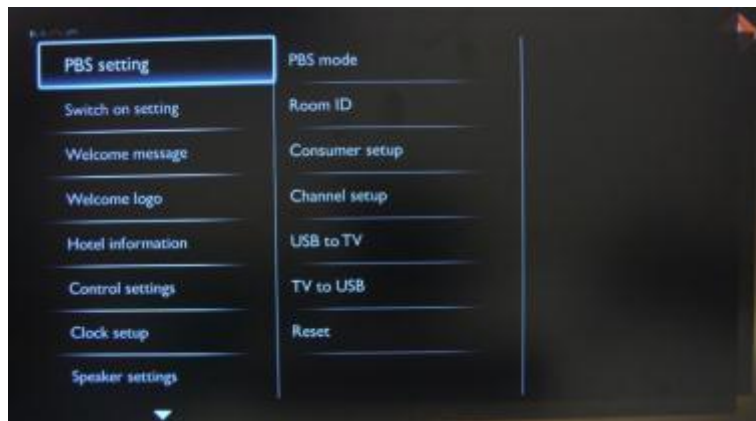 PBS setting
Switch on setting
Welcome message
Welcome logo
Hotel information
Control settings
Clock setup
Speaker settings
PBS mode
Room ID
Consumer setup
Channel setup
USB to TV
TV to USB
Reset